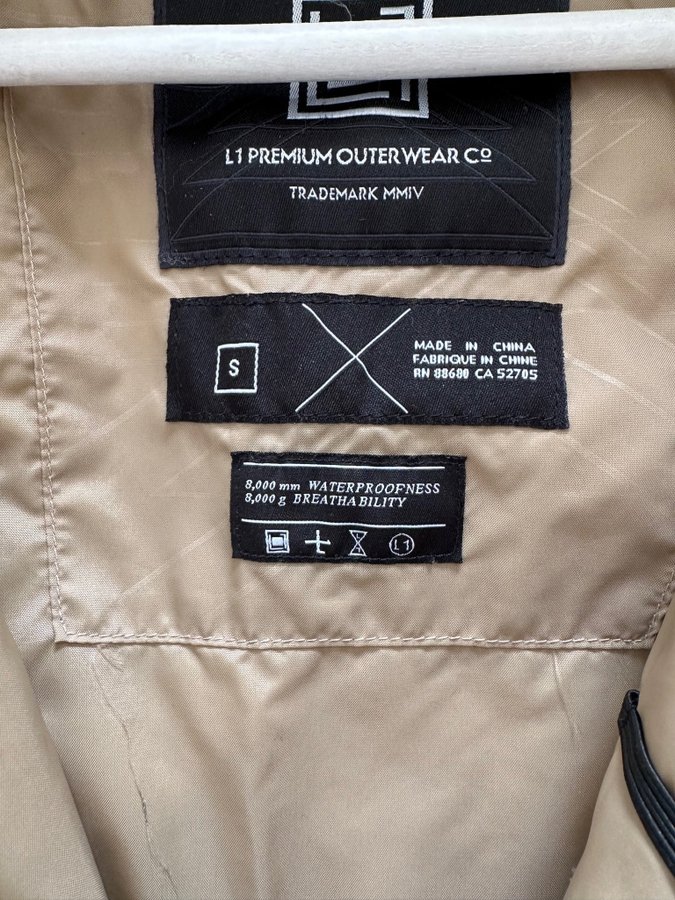 L1 PREMIUM OUTERWEAR Cº
TRADEMARK MMIV
S
MADE IN CHINA
FABRIQUE IN CHINE
RN 88680 CA 52705
8,000 mm WATERPROOFNESS
8,000 g BREATHABILITY
L1